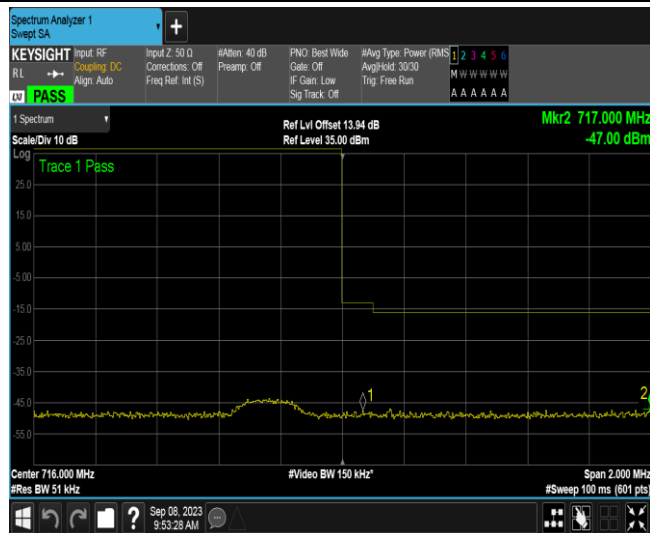 Spectrum Analyzer 1
Swept SA
+
KEYSIGHT
RL
LXI
PASS
Input: RF
Coupling: DC
Align: Auto
Input Z: 50 Ω
Corrections: Off
Freq Ref: Int (S)
#Atten: 40 dB
Preamp: Off
PNO: Best Wide
Gate: Off
IF Gain: Low
Sig Track: Off
#Avg Type: Power (RMS
Avg|Hold: 30/30
Trig: Free Run
1 2 3 4 5 6
M W W W W W
A A A A A A
1 Spectrum
Scale/Div 10 dB
Ref Lvl Offset 13.94 dB
Ref Level 35.00 dBm
Mkr2 717.000 MHz
-47.00 dBm
Log
Trace 1 Pass
25.0
15.0
5.00
-5.00
-15.0
-25.0
-35.0
-45.0
-55.0
1
2
Center 716.000 MHz
#Res BW 51 kHz
#Video BW 150 kHz*
Span 2.000 MHz
#Sweep 100 ms (601 pts)
?
Sep 08, 2023
9:53:28 AM